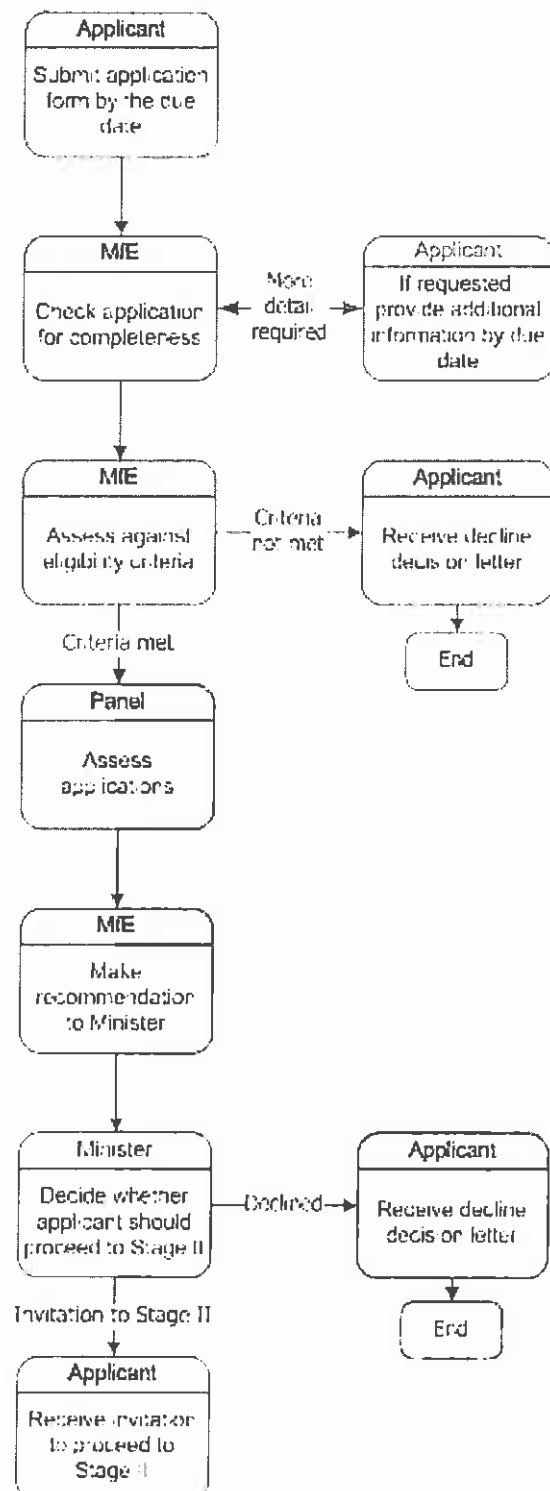 Applicant
Submit application
form by the due
date
MfE
Check application
for completeness
More
detail
required
Applicant
If requested
provide additional
information by due
date
MfE
Assess against
eligibility criteria
Criteria
not met
Applicant
Receive decline
decision letter
End
Criteria met
Panel
Assess
applications
MfE
Make
recommendation
to Minister
Minister
Decide whether
applicant should
proceed to Stage II
Declined
Applicant
Receive decline
decision letter
End
Invitation to Stage II
Applicant
Receive invitation
to proceed to
Stage II